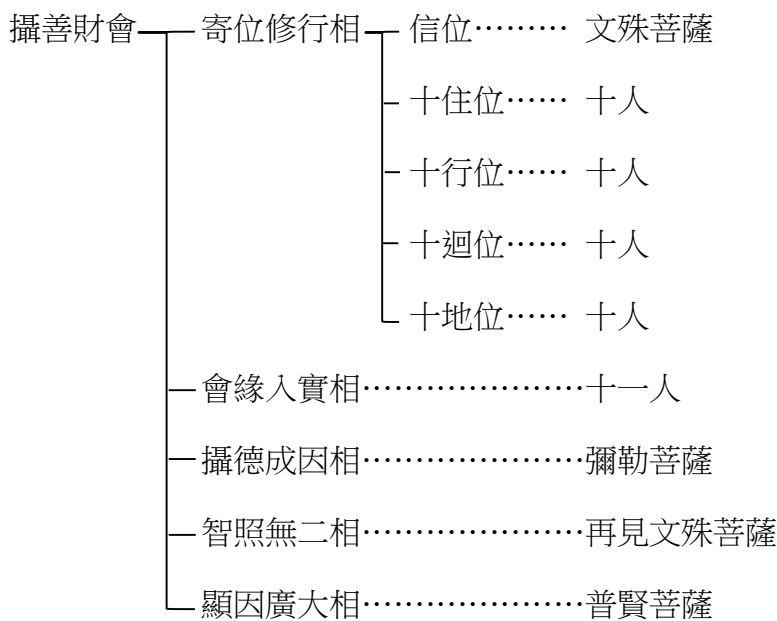 攝善財會 寄位修行相 信位……… 文殊菩薩
十住位…… 十人
十行位…… 十人
十迴位…… 十人
十地位…… 十人
會緣入實相…………………十一人
攝德成因相…………………彌勒菩薩
智照無二相…………………再見文殊菩薩
顯因廣大相…………………普賢菩薩